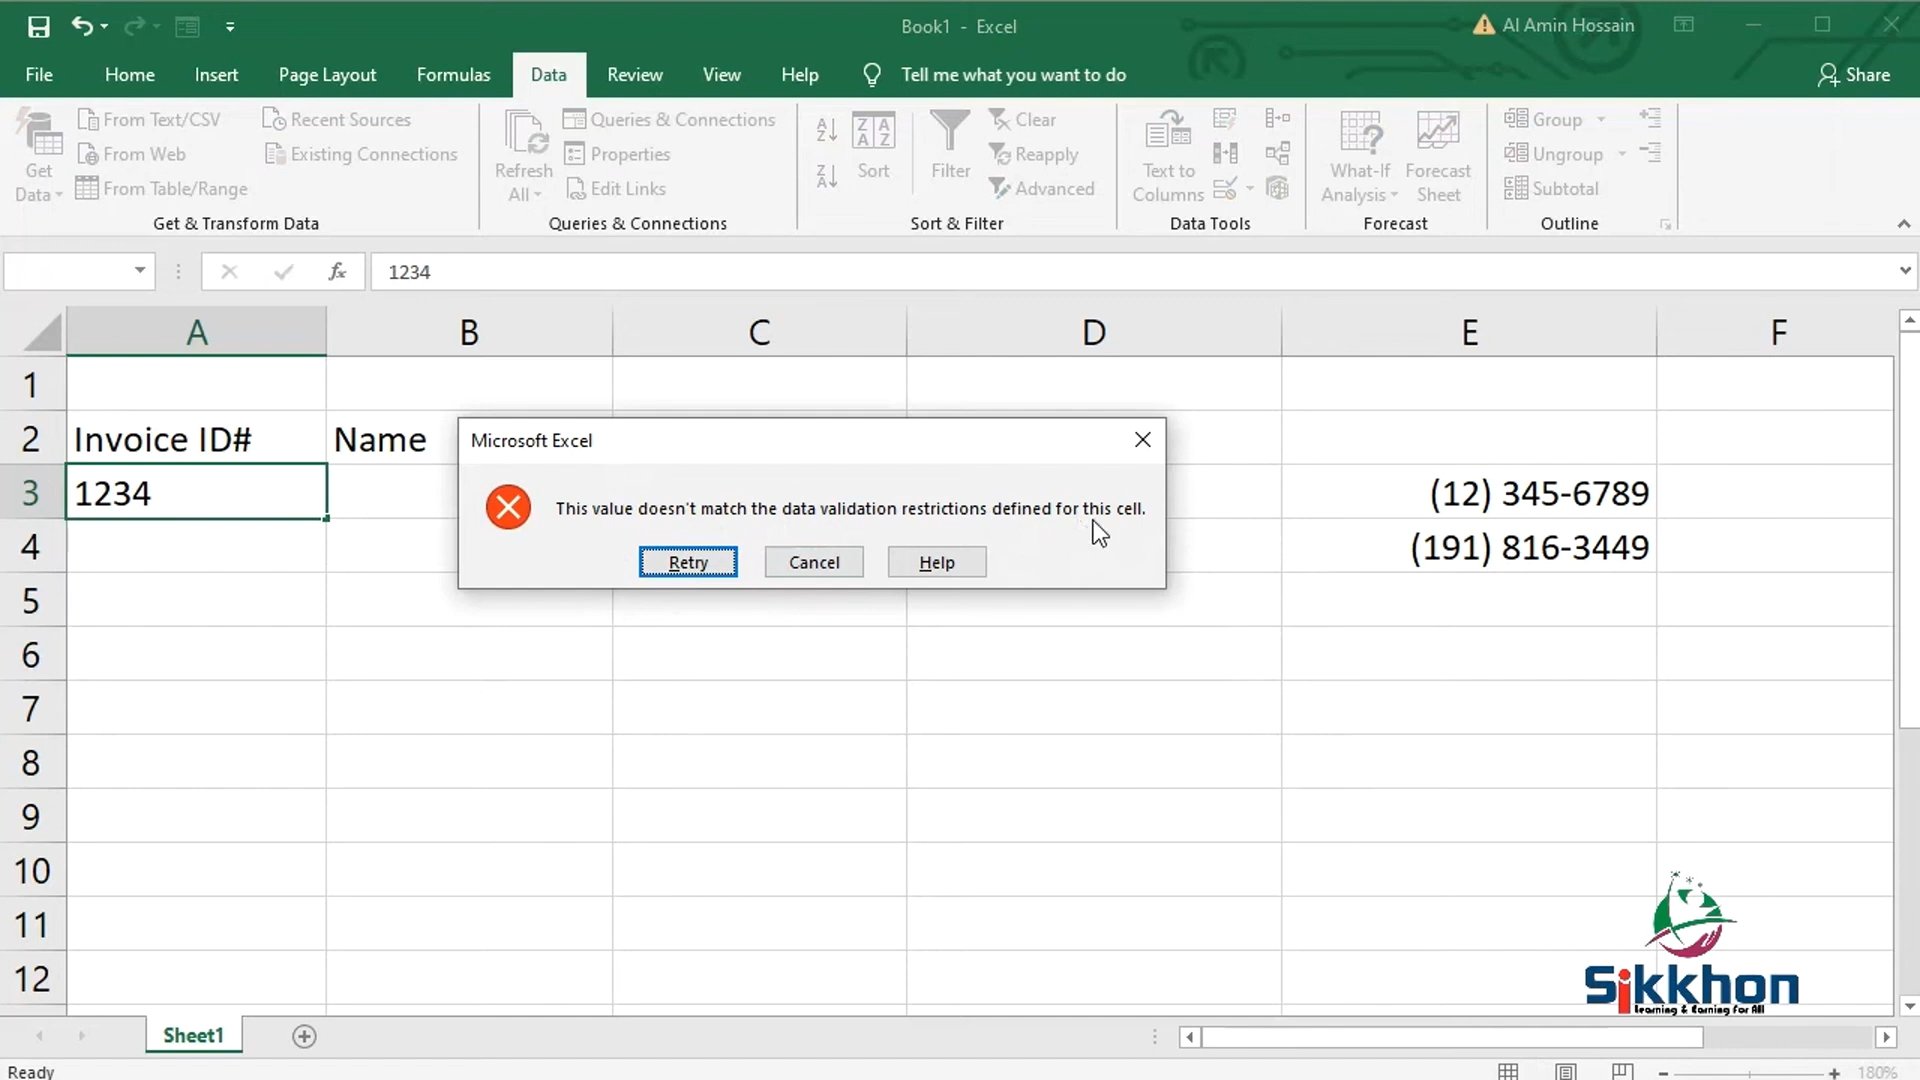 Book1 - Excel
Al Amin Hossain
File Home Insert Page Layout Formulas Data Review View Help Tell me what you want to do Share
Get Data
From Text/CSV
From Web
From Table/Range
Recent Sources
Existing Connections
Get & Transform Data
Refresh All
Queries & Connections
Properties
Edit Links
Queries & Connections
Sort
Filter
Clear
Reapply
Advanced
Sort & Filter
Text to Columns
Data Tools
What-If Analysis
Forecast Sheet
Forecast
Group
Ungroup
Subtotal
Outline
fx 1234
A B C D E F
1
2 Invoice ID# Name
3 1234 (12) 345-6789
4 (191) 816-3449
5
6
7
8
9
10
11
12
Microsoft Excel
This value doesn't match the data validation restrictions defined for this cell.
Retry Cancel Help
Sikkhon
Learning & Earning for All
Sheet1
Ready
180%